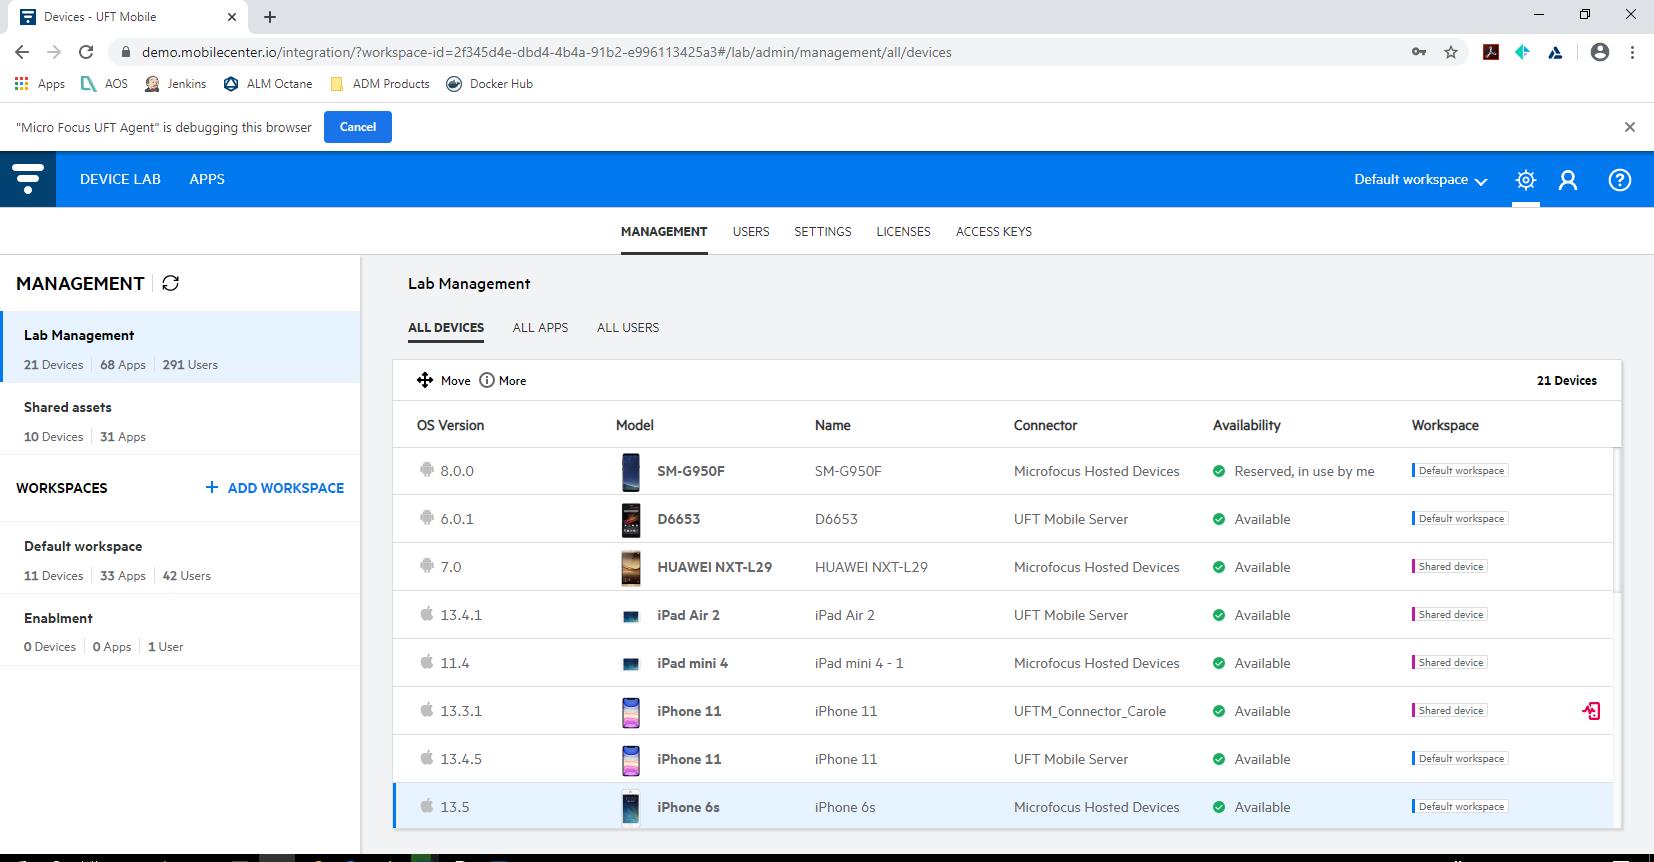 Devices - UFT Mobile
demo.mobilecenter.io/integration/?workspace-id=2f345d4e-dbd4-4b4a-91b2-e996113425a3#/lab/admin/management/all/devices
Apps AOS Jenkins ALM Octane ADM Products Docker Hub
"Micro Focus UFT Agent" is debugging this browser Cancel
DEVICE LAB APPS Default workspace
MANAGEMENT USERS SETTINGS LICENSES ACCESS KEYS
MANAGEMENT
Lab Management
21 Devices 68 Apps 291 Users
Shared assets
10 Devices 31 Apps
WORKSPACES + ADD WORKSPACE
Default workspace
11 Devices 33 Apps 42 Users
Enablment
0 Devices 0 Apps 1 User
Lab Management
ALL DEVICES ALL APPS ALL USERS
Move More 21 Devices
OS Version Model Name Connector Availability Workspace
8.0.0 SM-G950F SM-G950F Microfocus Hosted Devices Reserved, in use by me Default workspace
6.0.1 D6653 D6653 UFT Mobile Server Available Default workspace
7.0 HUAWEI NXT-L29 HUAWEI NXT-L29 Microfocus Hosted Devices Available Shared device
13.4.1 iPad Air 2 iPad Air 2 UFT Mobile Server Available Shared device
11.4 iPad mini 4 iPad mini 4 - 1 Microfocus Hosted Devices Available Shared device
13.3.1 iPhone 11 iPhone 11 UFTM_Connector_Carole Available Shared device
13.4.5 iPhone 11 iPhone 11 UFT Mobile Server Available Default workspace
13.5 iPhone 6s iPhone 6s Microfocus Hosted Devices Available Default workspace